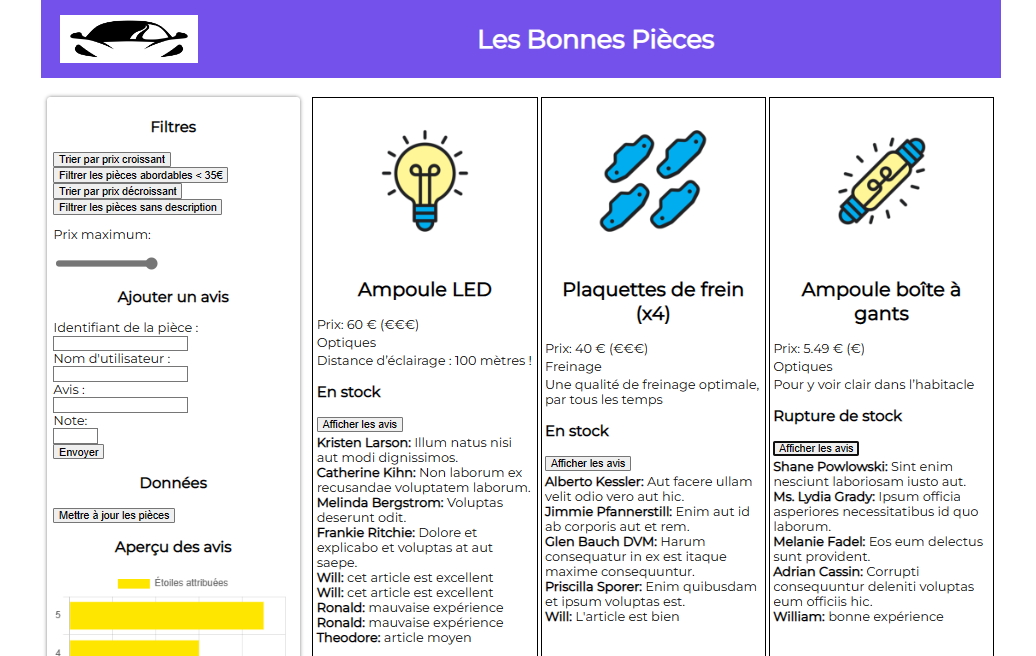 Les Bonnes Pièces
Filtres
Trier par prix croissant
Filtrer les pièces abordables < 35€
Trier par prix décroissant
Filtrer les pièces sans description
Prix maximum:
Ajouter un avis
Identifiant de la pièce :
Nom d'utilisateur :
Avis :
Note:
Envoyer
Données
Mettre à jour les pièces
Aperçu des avis
Étoiles attribuées
5
4
Ampoule LED
Prix: 60 € (€€€)
Optiques
Distance d’éclairage : 100 mètres !
En stock
Afficher les avis
Kristen Larson: Illum natus nisi
aut modi dignissimos.
Catherine Kihn: Non laborum ex
recusandae voluptatem laborum.
Melinda Bergstrom: Voluptas
deserunt odit.
Frankie Ritchie: Dolore et
explicabo et voluptas at aut
saepe.
Will: cet article est excellent
Will: cet article est excellent
Ronald: mauvaise expérience
Ronald: mauvaise expérience
Theodore: article moyen
Plaquettes de frein
(x4)
Prix: 40 € (€€€)
Freinage
Une qualité de freinage optimale,
par tous les temps
En stock
Afficher les avis
Alberto Kessler: Aut facere ullam
velit odio vero aut hic.
Jimmie Pfannerstill: Enim aut id
ab corporis aut et rem.
Glen Bauch DVM: Harum
consequatur in ex est itaque
maxime consequuntur.
Priscilla Sporer: Enim quibusdam
et ipsum voluptas est.
Will: L'article est bien
Ampoule boîte à
gants
Prix: 5.49 € (€)
Optiques
Pour y voir clair dans l’habitacle
Rupture de stock
Afficher les avis
Shane Powlowski: Sint enim
nesciunt laboriosam iusto aut.
Ms. Lydia Grady: Ipsum officia
asperiores necessitatibus id quo
laborum.
Melanie Fadel: Eos eum delectus
sunt provident.
Adrian Cassin: Corrupti
consequuntur deleniti voluptas
eum officiis hic.
William: bonne expérience